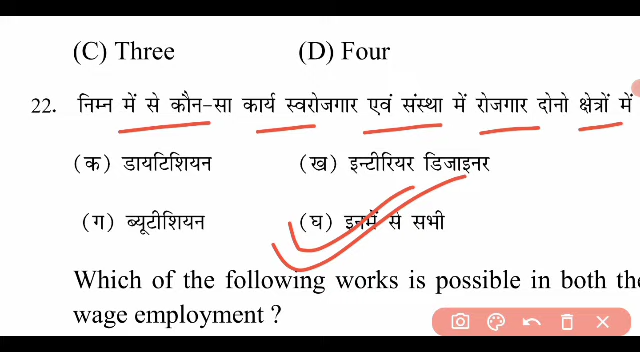 (C) Three (D) Four
22. निम्न में से कौन-सा कार्य स्वरोजगार एवं संस्था में रोजगार दोनो क्षेत्रों में
(क) डायटिशियन (ख) इन्टीरियर डिजाइनर
(ग) ब्यूटीशियन (घ) इनमें से सभी
Which of the following works is possible in both the
wage employment ?